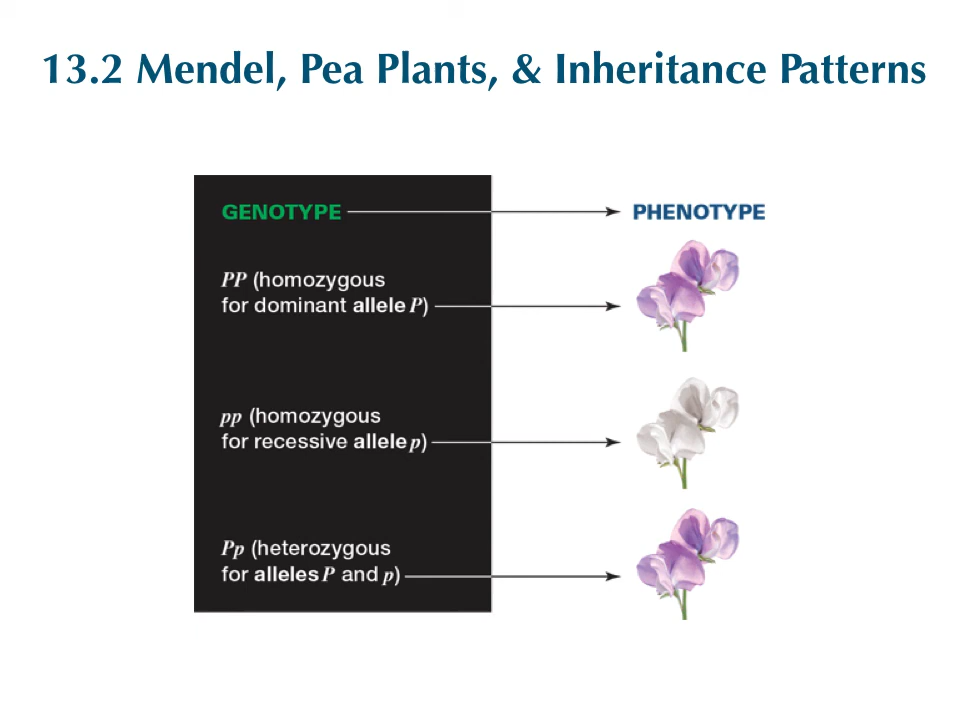 13.2 Mendel, Pea Plants, & Inheritance Patterns
GENOTYPE
PHENOTYPE
PP (homozygous
for dominant allele P)
pp (homozygous
for recessive allele p)
Pp (heterozygous
for alleles P and p)